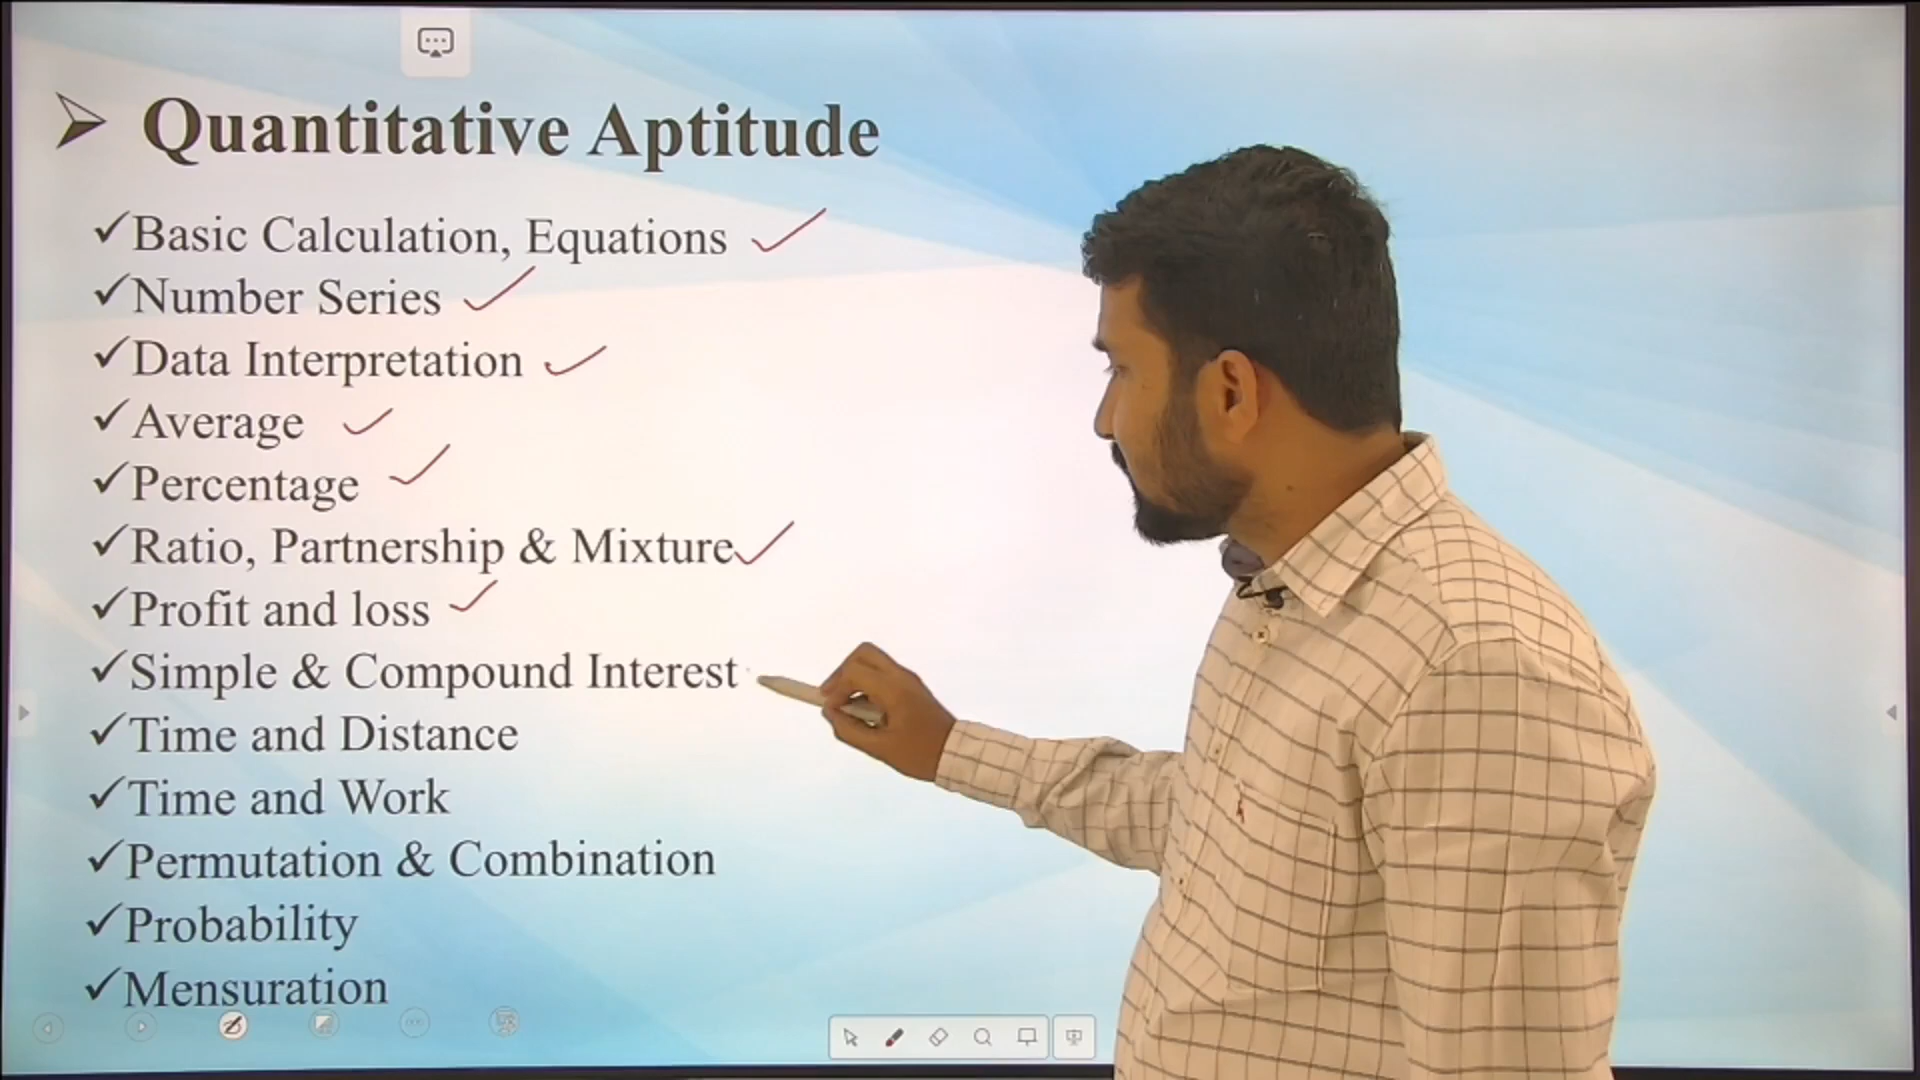 ➢ Quantitative Aptitude
✓Basic Calculation, Equations ✓
✓Number Series ✓
✓Data Interpretation ✓
✓Average ✓
✓Percentage ✓
✓Ratio, Partnership & Mixture ✓
✓Profit and loss ✓
✓Simple & Compound Interest
✓Time and Distance
✓Time and Work
✓Permutation & Combination
✓Probability
✓Mensuration